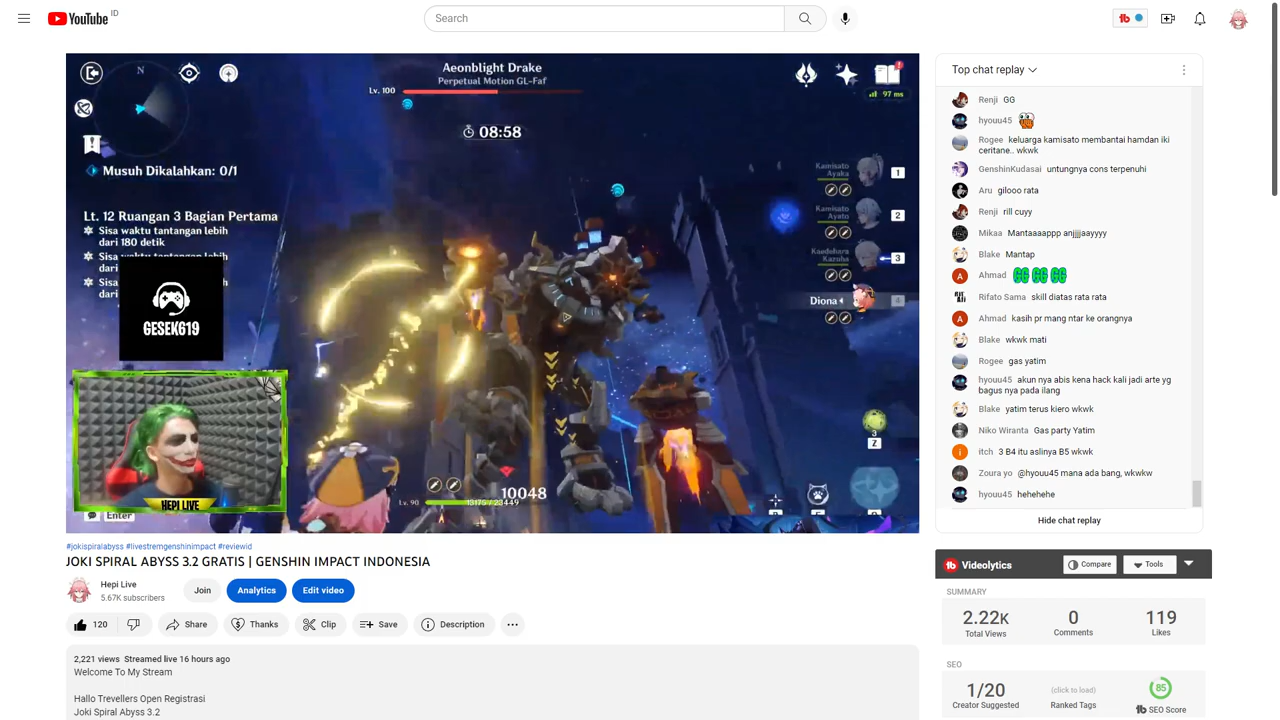 YouTube ID
Search
tb
N
Aeonblight Drake
Perpetual Motion GL-Faf
Lv. 100
97 ms
08:58
Musuh Dikalahkan: 0/1
Lt. 12 Ruangan 3 Bagian Pertama
Sisa waktu tantangan lebih
dari 180 detik
Sisa
dari
Sisa
dari
GESEKG19
Kamisato
Ayaka
1
Kamisato
Ayato
2
Kaedehara
Kazuha
3
Diona
4
3
Z
10048
Lv. 90
13175 / 23449
HEPI LIVE
Enter
Top chat replay
Renji GG
hyouu45
Rogee keluarga kamisato membantai hamdan iki
ceritane.. wkwk
GenshinKudasai untungnya cons terpenuhi
Aru gilooo rata
Renji rill cuyy
Mikaa Mantaaaappp anjjjjaayyyy
Blake Mantap
A Ahmad GG GG GG
Rifato Sama skill diatas rata rata
A Ahmad kasih pr mang ntar ke orangnya
Blake wkwk mati
Rogee gas yatim
hyouu45 akun nya abis kena hack kali jadi arte yg
bagus nya pada ilang
Blake yatim terus kiero wkwk
Niko Wiranta Gas party Yatim
i itch 3 B4 itu aslinya B5 wkwk
Zoura yo @hyouu45 mana ada bang, wkwkw
hyouu45 hehehehe
Hide chat replay
#jokispiralabyss #livestremgenshinimpact #reviewid
JOKI SPIRAL ABYSS 3.2 GRATIS | GENSHIN IMPACT INDONESIA
Hepi Live
5.67K subscribers
Join
Analytics
Edit video
120
Share
Thanks
Clip
Save
Description
2,221 views Streamed live 16 hours ago
Welcome To My Stream
Hallo Trevellers Open Registrasi
Joki Spiral Abyss 3.2
tb Videolytics
Compare
Tools
SUMMARY
2.22K
Total Views
0
Comments
119
Likes
SEO
1/20
Creator Suggested
(click to load)
Ranked Tags
85
tb SEO Score